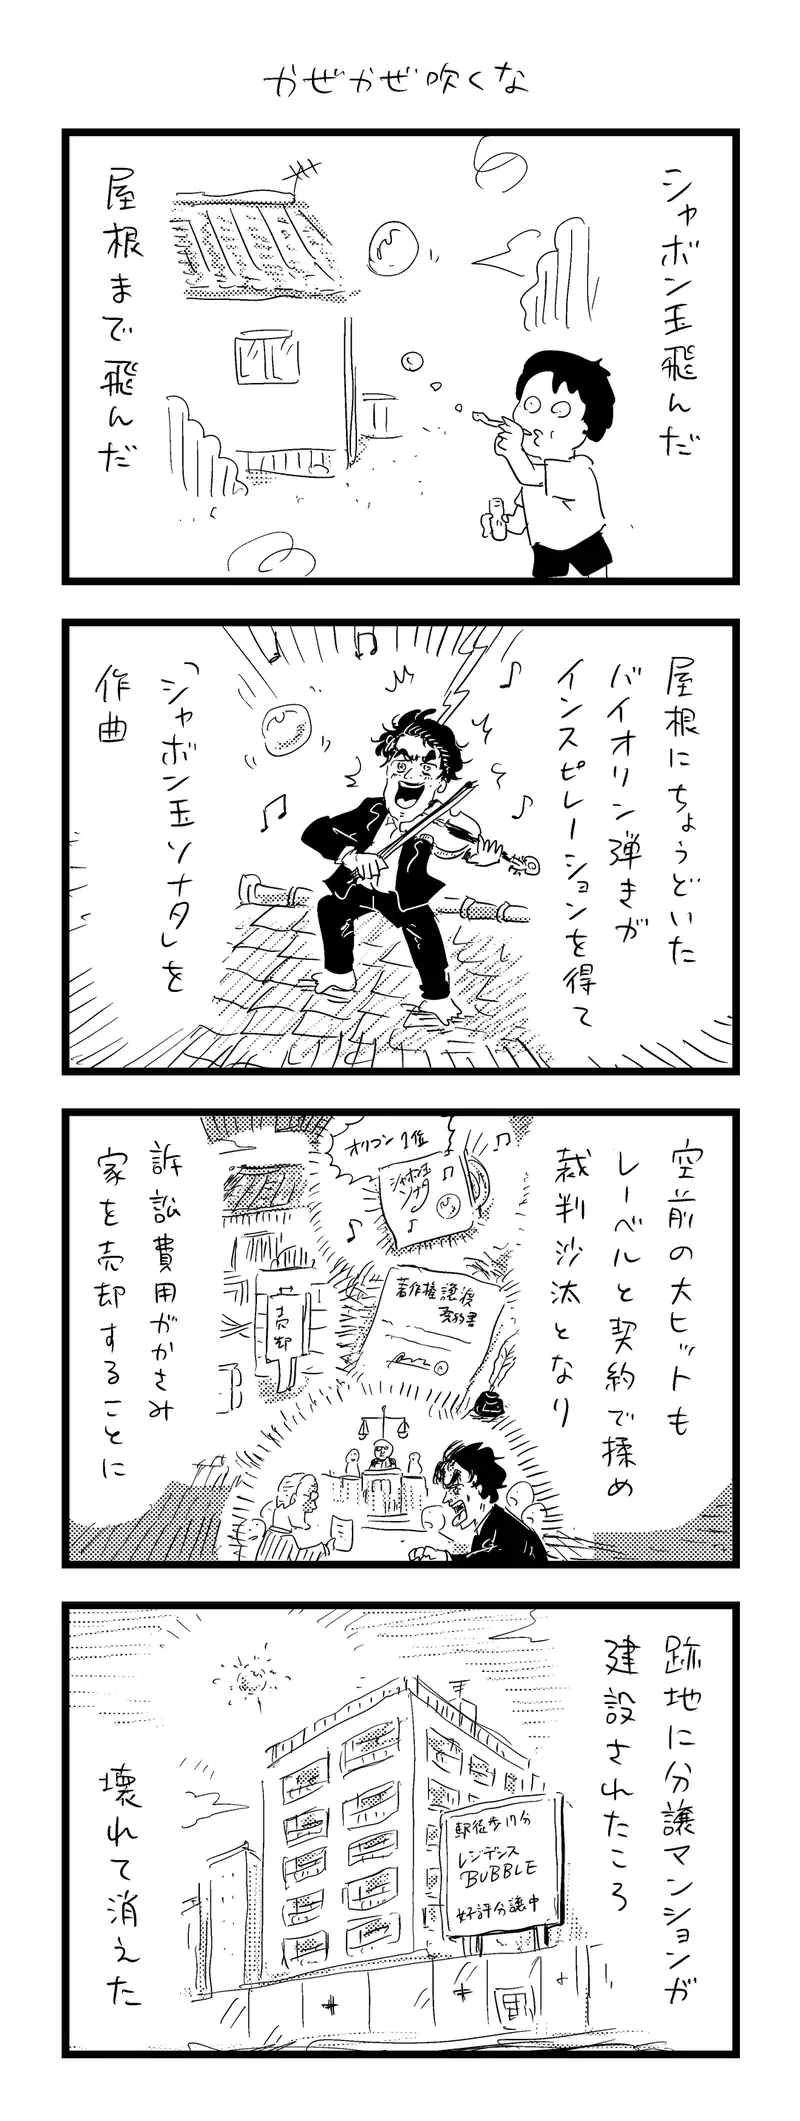 かぜかぜ吹くな
シャボン玉飛んだ
屋根まで飛んだ
屋根にちょうどいた
バイオリン弾きが
インスピレーションを得て
「シャボン玉ソナタ」を
作曲
空前の大ヒットも
レーベルと契約で揉め
裁判沙汰となり
オリコン1位
シャボン玉
ソナタ
著作権譲渡
契約書
売却
訴訟費用がかさみ
家を売却することに
跡地に分譲マンションが
建設されたころ
駅徒歩17分
レジデンス
BUBBLE
好評分譲中
壊れて消えた